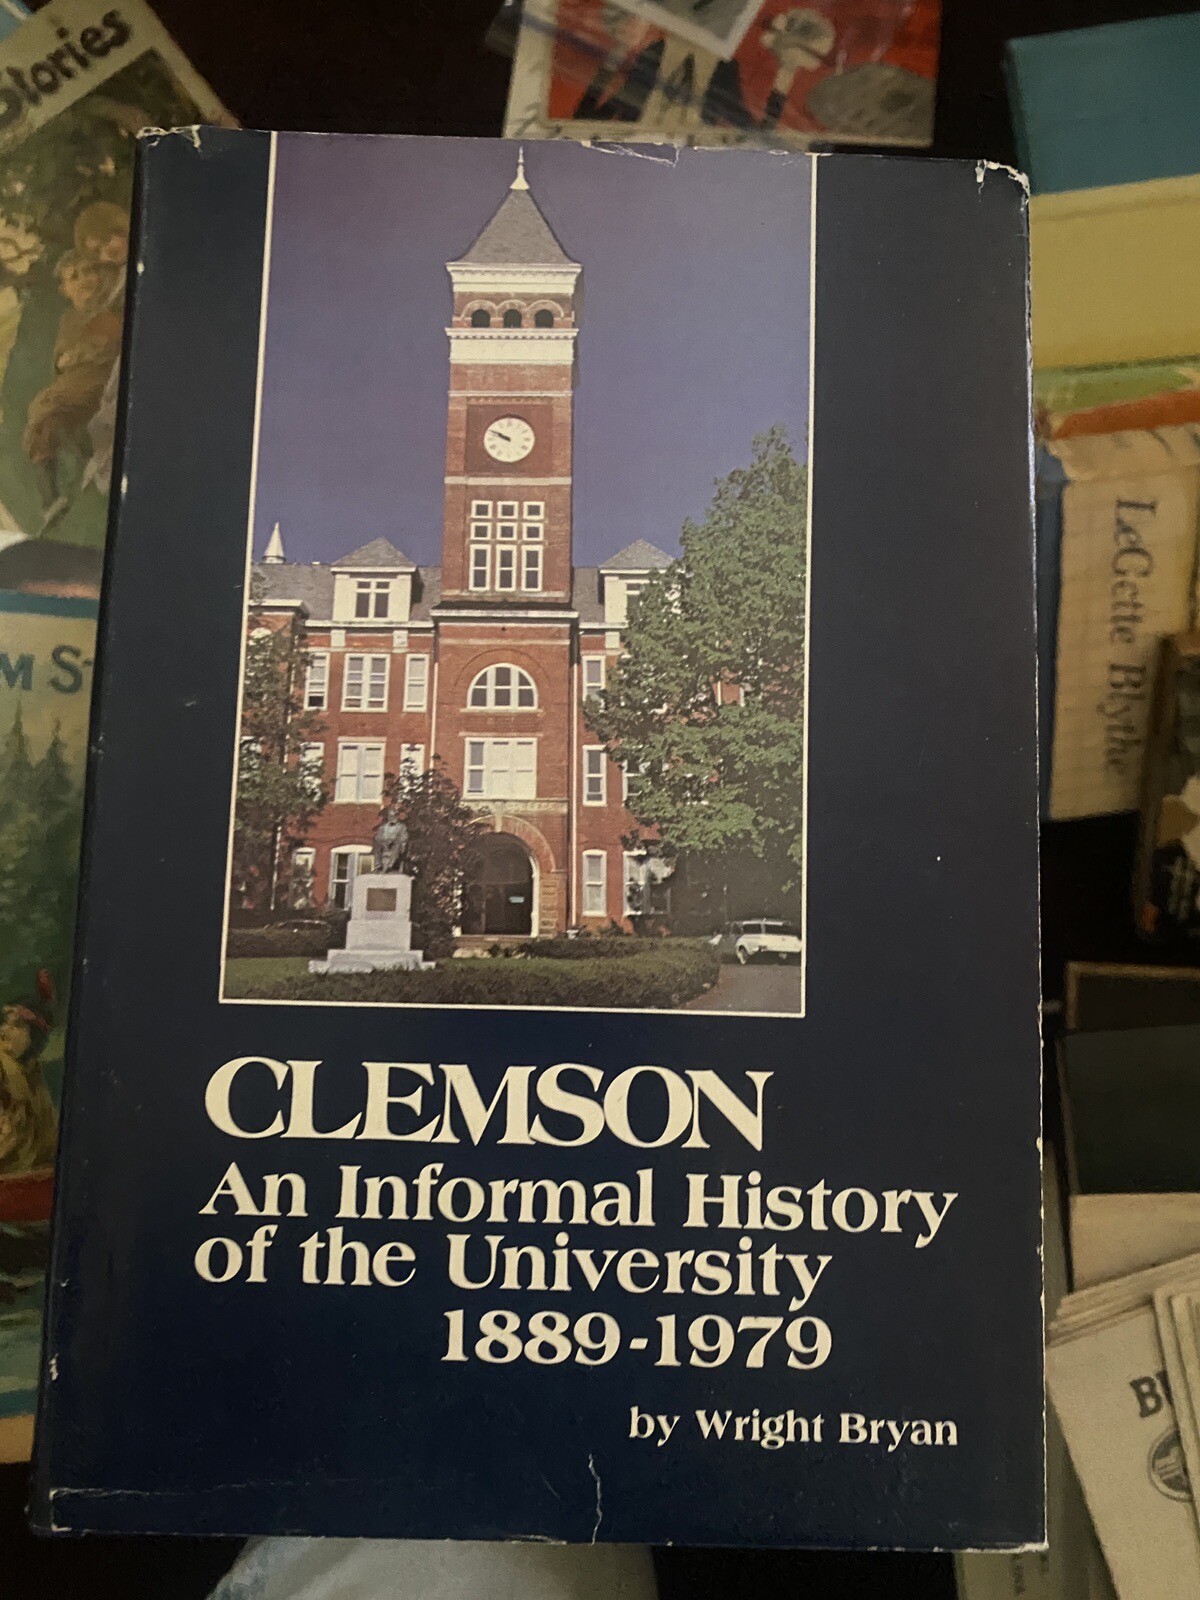 Stories
M S
LeGette Blythe
CLEMSON
An Informal History
of the University
1889-1979
by Wright Bryan
B